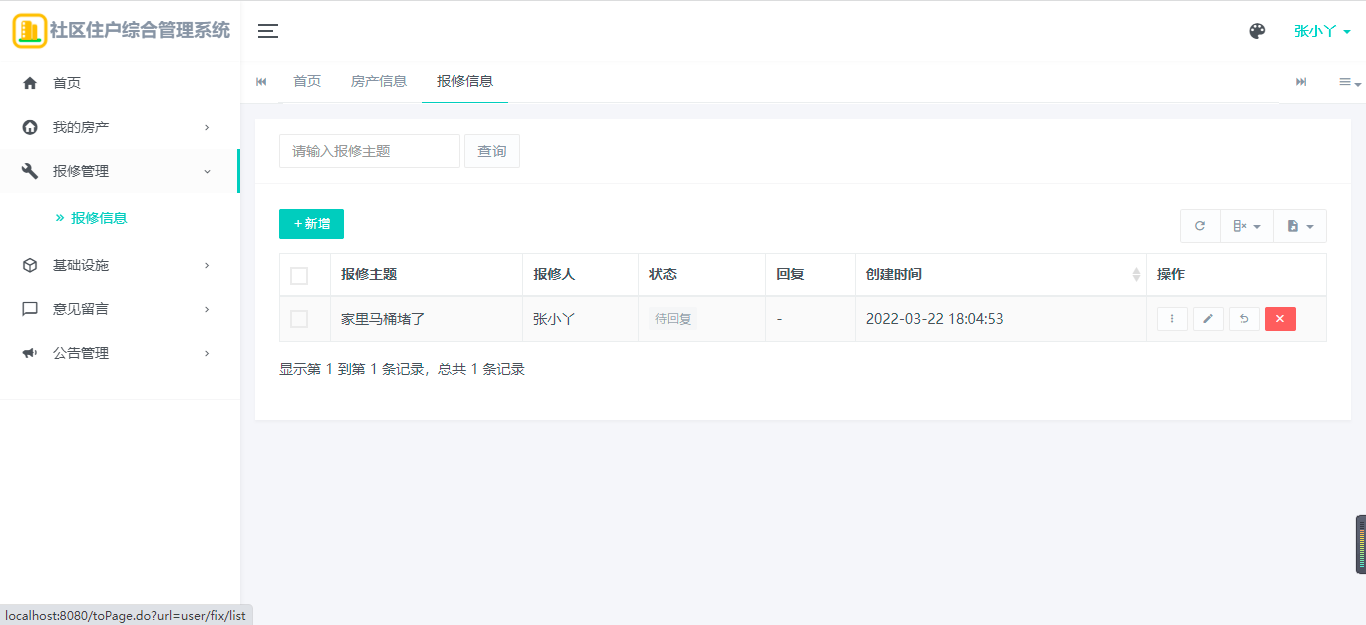 社区住户综合管理系统
张小丫
首页
我的房产
报修管理
» 报修信息
基础设施
意见留言
公告管理
首页 房产信息 报修信息
请输入报修主题 查询
+ 新增
报修主题 报修人 状态 回复 创建时间 操作
家里马桶堵了 张小丫 待回复 - 2022-03-22 18:04:53
显示第 1 到第 1 条记录，总共 1 条记录
localhost:8080/toPage.do?url=user/fix/list